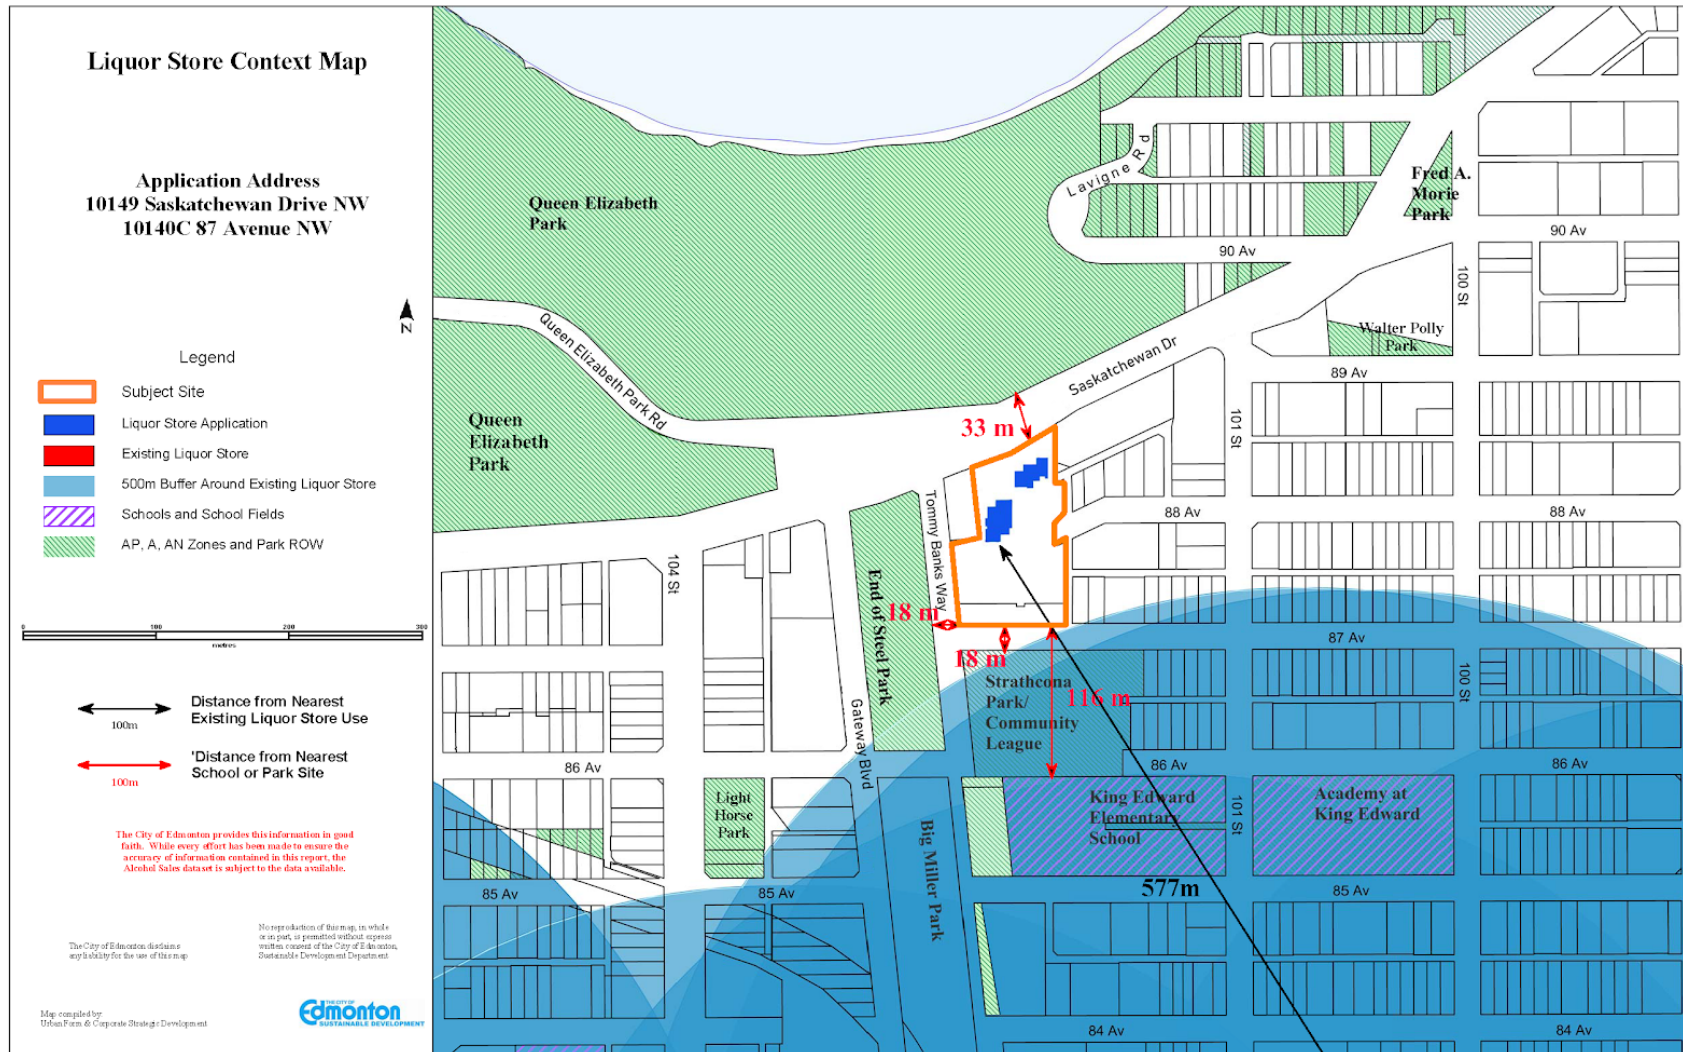 Liquor Store Context Map
Application Address
10149 Saskatchewan Drive NW
10140C 87 Avenue NW
N
Legend
Subject Site
Liquor Store Application
Existing Liquor Store
500m Buffer Around Existing Liquor Store
Schools and School Fields
AP, A, AN Zones and Park ROW
0 100 200 300
metres
100m
Distance from Nearest
Existing Liquor Store Use
100m
'Distance from Nearest
School or Park Site
The City of Edmonton provides this information in good
faith. While every effort has been made to ensure the
accuracy of information contained in this report, the
Alcohol Sales dataset is subject to the data available.
The City of Edmonton disclaims
any liability for the use of this map
No reproduction of this map, in whole
or in part, is permitted without express
written consent of the City of Edmonton,
Sustainable Development Department
Map compiled by:
Urban Form & Corporate Strategic Development
THE CITY OF
Edmonton
SUSTAINABLE DEVELOPMENT
Queen Elizabeth
Park
Lavigne Rd
Fred A.
Morie
Park
90 Av
90 Av
100 St
Queen Elizabeth Park Rd
Walter Polly
Park
Saskatchewan Dr
89 Av
Queen
Elizabeth
Park
33 m
101 St
Tommy Banks Way
88 Av
88 Av
104 St
End of Steel Park
18 m
87 Av
18 m
Strathcona
Park/
Community
League
116 m
100 St
Gateway Blvd
86 Av
86 Av
86 Av
Light
Horse
Park
Big Miller Park
King Edward
Elementary
School
101 St
Academy at
King Edward
577m
85 Av
85 Av
85 Av
84 Av
84 Av